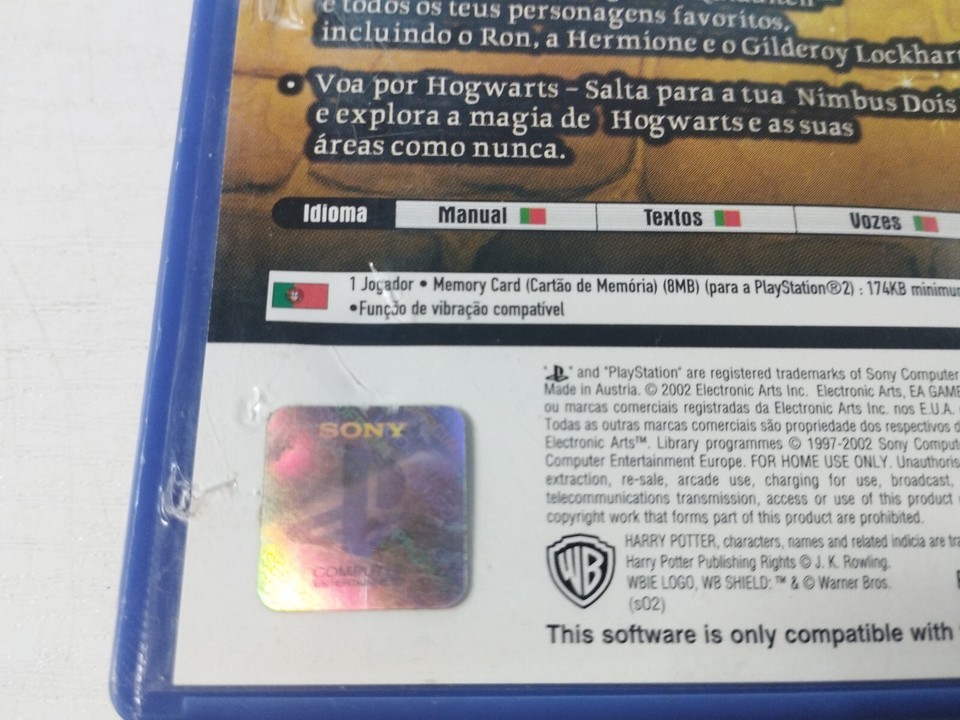 e todos os teus personagens favoritos,
incluindo o Ron, a Hermione e o Gilderoy Lockhart
• Voa por Hogwarts – Salta para a tua Nimbus Dois
e explora a magia de Hogwarts e as suas
áreas como nunca.
Idioma Manual Textos Vozes
1 Jogador • Memory Card (Cartão de Memória) (8MB) (para a PlayStation®2) : 174KB minimum
•Função de vibração compatível
" " and "PlayStation" are registered trademarks of Sony Computer
Made in Austria. © 2002 Electronic Arts Inc. Electronic Arts, EA GAME
ou marcas comerciais registradas da Electronic Arts Inc. nos E.U.A.
Todas as outras marcas comerciais são propriedade dos respectivos d
Electronic Arts™. Library programmes © 1997-2002 Sony Comput
Computer Entertainment Europe. FOR HOME USE ONLY. Unauthoris
extraction, re-sale, arcade use, charging for use, broadcast,
telecommunications transmission, access or use of this product
copyright work that forms part of this product are prohibited.
SONY
COMPUTER
WB
HARRY POTTER, characters, names and related indicia are tra
Harry Potter Publishing Rights © J. K. Rowling.
WBIE LOGO, WB SHIELD: ™ & © Warner Bros.
(s02)
This software is only compatible with